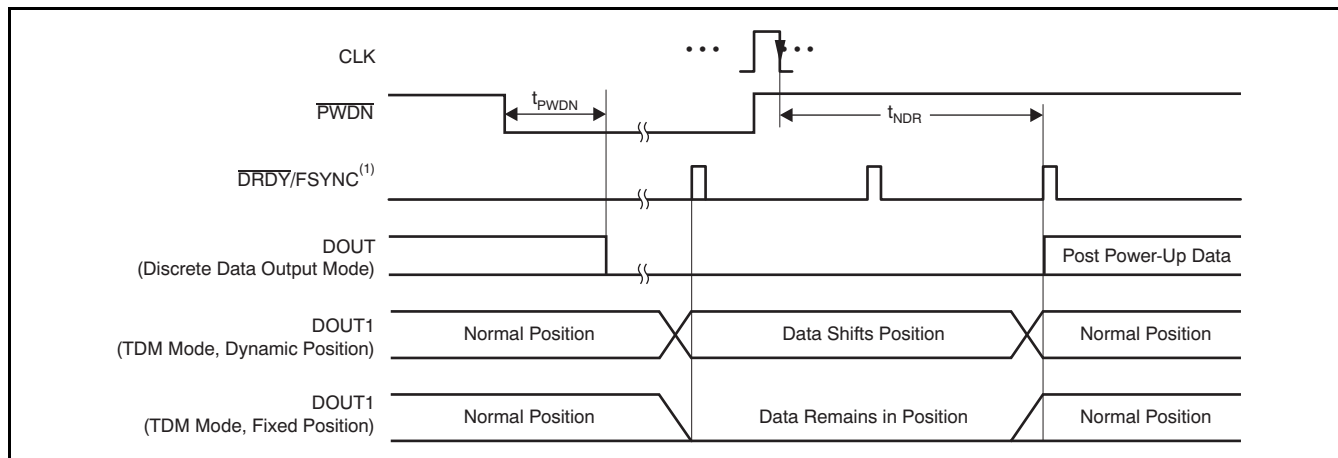 CLK
PWDN
tPWDN
tNDR
DRDY/FSYNC(1)
DOUT
(Discrete Data Output Mode)
Post Power-Up Data
DOUT1
(TDM Mode, Dynamic Position)
Normal Position
Data Shifts Position
Normal Position
DOUT1
(TDM Mode, Fixed Position)
Normal Position
Data Remains in Position
Normal Position